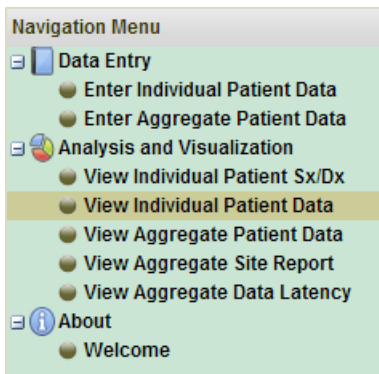 Navigation Menu
Data Entry
Enter Individual Patient Data
Enter Aggregate Patient Data
Analysis and Visualization
View Individual Patient Sx/Dx
View Individual Patient Data
View Aggregate Patient Data
View Aggregate Site Report
View Aggregate Data Latency
About
Welcome